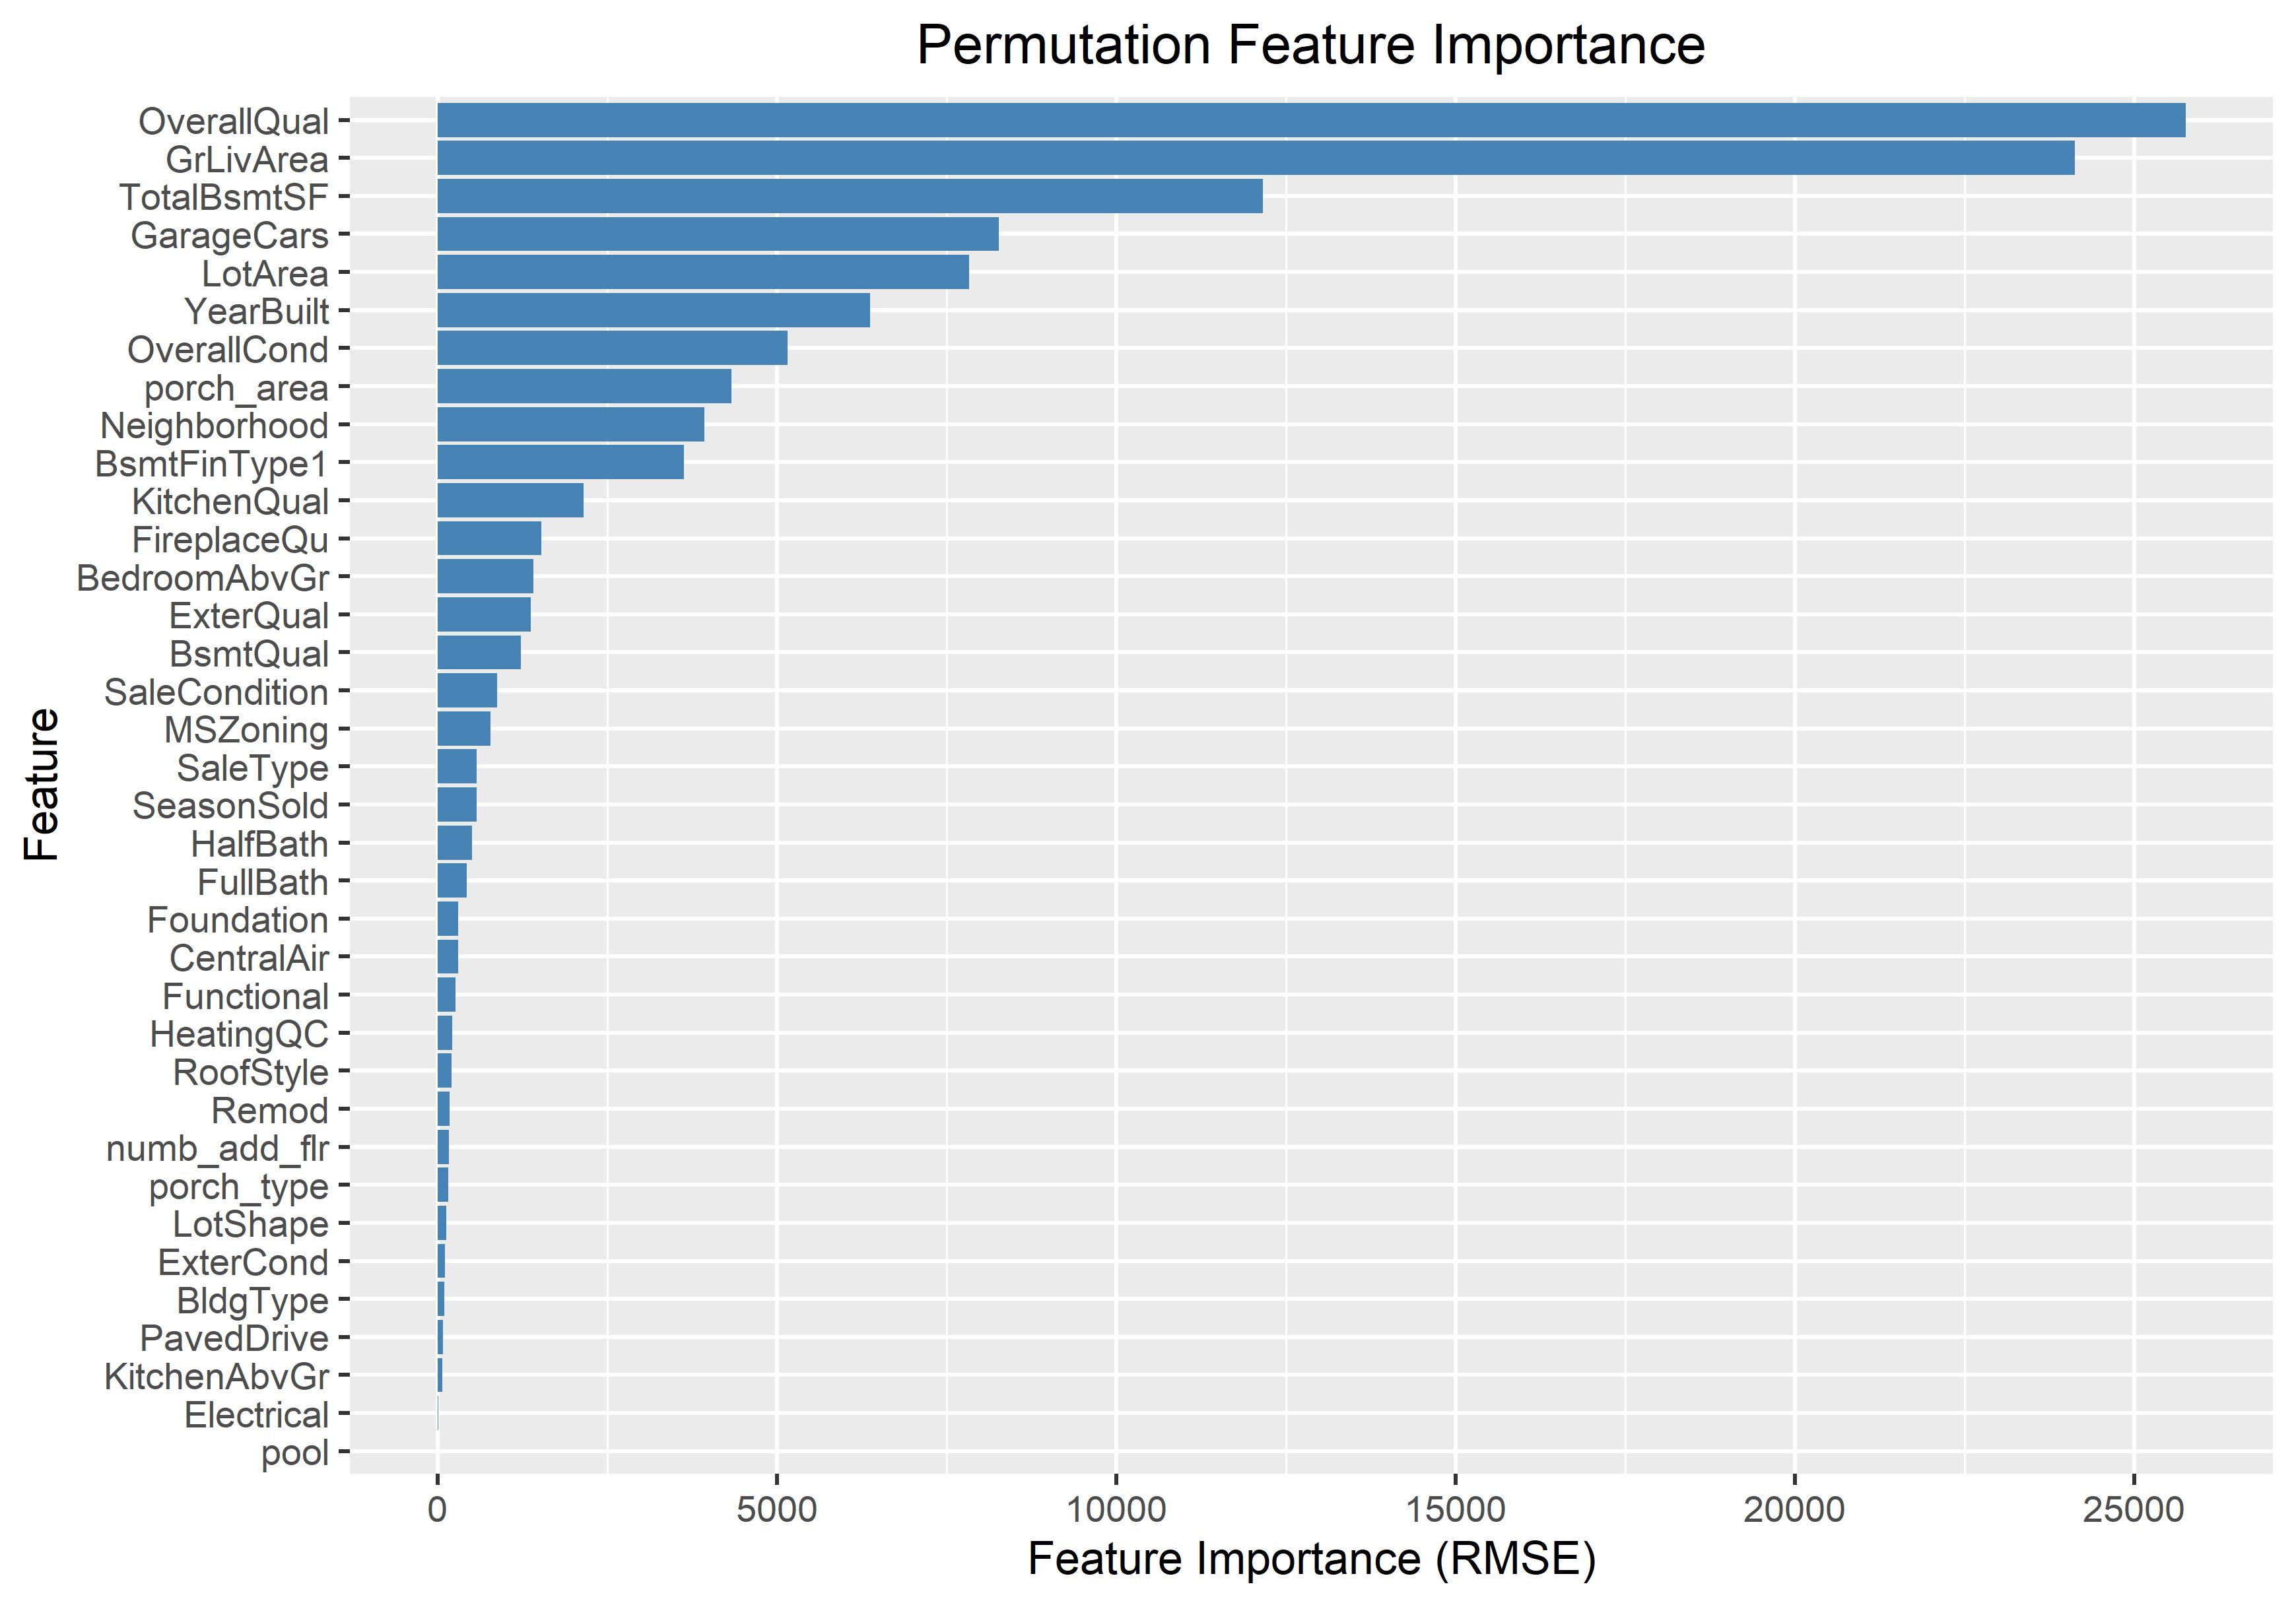 Permutation Feature Importance
OverallQual
GrLivArea
TotalBsmtSF
GarageCars
LotArea
YearBuilt
OverallCond
porch_area
Neighborhood
BsmtFinType1
KitchenQual
FireplaceQu
BedroomAbvGr
ExterQual
BsmtQual
SaleCondition
MSZoning
SaleType
SeasonSold
HalfBath
FullBath
Foundation
CentralAir
Functional
HeatingQC
RoofStyle
Remod
numb_add_flr
porch_type
LotShape
ExterCond
BldgType
PavedDrive
KitchenAbvGr
Electrical
pool
Feature
0 5000 10000 15000 20000 25000
Feature Importance (RMSE)